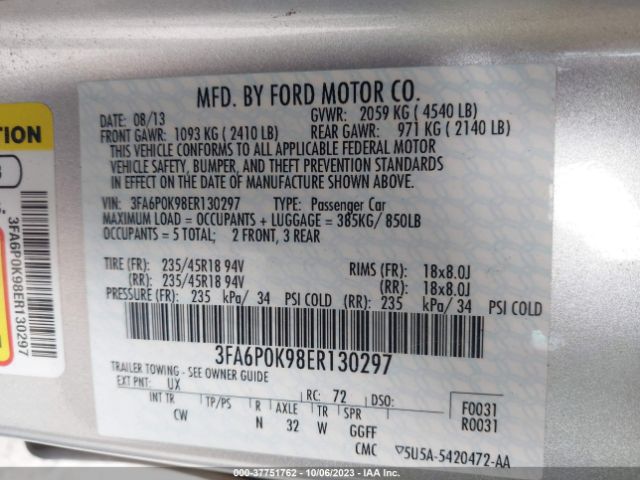 MFD. BY FORD MOTOR CO.
DATE: 08/13 GVWR: 2059 KG ( 4540 LB)
FRONT GAWR: 1093 KG ( 2410 LB) REAR GAWR: 971 KG ( 2140 LB)
THIS VEHICLE CONFORMS TO ALL APPLICABLE FEDERAL MOTOR
VEHICLE SAFETY, BUMPER, AND THEFT PREVENTION STANDARDS
IN EFFECT ON THE DATE OF MANUFACTURE SHOWN ABOVE.
VIN: 3FA6P0K98ER130297 TYPE: Passenger Car
MAXIMUM LOAD = OCCUPANTS + LUGGAGE = 385KG/ 850LB
OCCUPANTS = 5 TOTAL; 2 FRONT, 3 REAR
TIRE (FR): 235/45R18 94V RIMS (FR): 18x8.0J
(RR): 235/45R18 94V (RR): 18x8.0J
PRESSURE (FR): 235 kPa/ 34 PSI COLD (RR): 235 kPa/ 34 PSI COLD
3FA6P0K98ER130297
TRAILER TOWING - SEE OWNER GUIDE
EXT PNT: UX RC: 72 DSO:
INT TR TP/PS R AXLE TR SPR
CW N 32 W GGFF
F0031
R0031
CMC 5U5A-5420472-AA
3FA6P0K98ER130297
000-37751762 - 10/06/2023 - Copyright IAA, Inc.